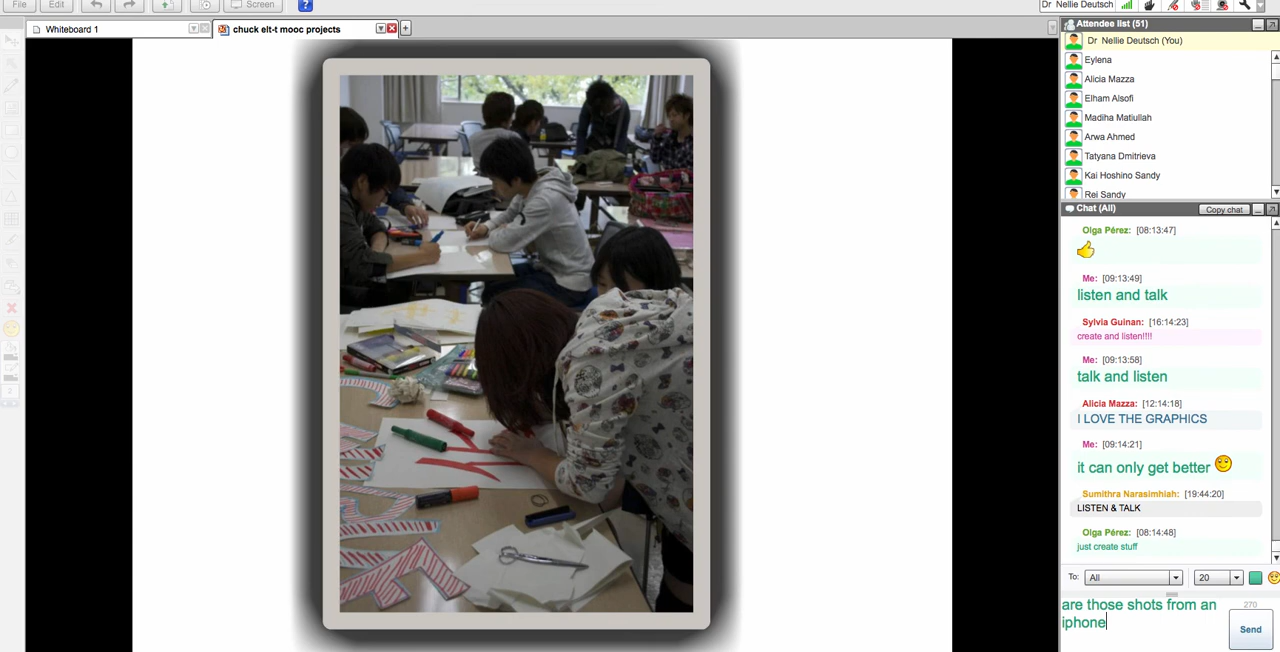 File
Edit
Screen
?
Dr Nellie Deutsch
Whiteboard 1
chuck elt-t mooc projects
+
Attendee list (51)
Dr Nellie Deutsch (You)
Eylena
Alicia Mazza
Elham Alsofi
Madiha Matiullah
Arwa Ahmed
Tatyana Dmitrieva
Kai Hoshino Sandy
Rei Sandy
Chat (All)
Copy chat
Olga Pérez: [08:13:47]
Me: [09:13:49]
listen and talk
Sylvia Guinan: [16:14:23]
create and listen!!!!
Me: [09:13:58]
talk and listen
Alicia Mazza: [12:14:18]
I LOVE THE GRAPHICS
Me: [09:14:21]
it can only get better
Sumithra Narasimhiah: [19:44:20]
LISTEN & TALK
Olga Pérez: [08:14:48]
just create stuff
To: All 20
are those shots from an
iphone
270
Send